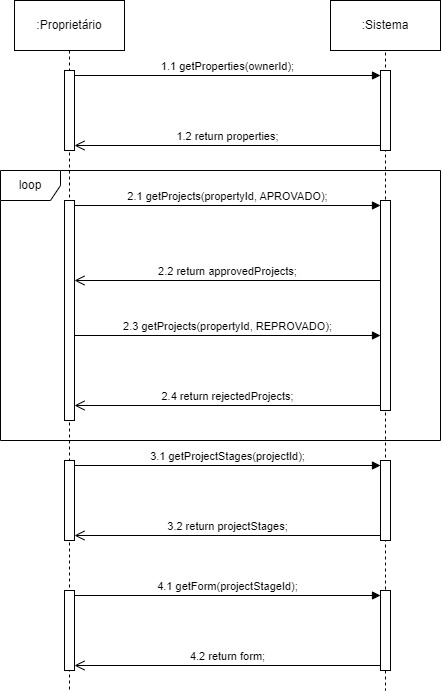 :Proprietário
:Sistema
1.1 getProperties(ownerId);
1.2 return properties;
loop
2.1 getProjects(propertyId, APROVADO);
2.2 return approvedProjects;
2.3 getProjects(propertyId, REPROVADO);
2.4 return rejectedProjects;
3.1 getProjectStages(projectId);
3.2 return projectStages;
4.1 getForm(projectStageId);
4.2 return form;